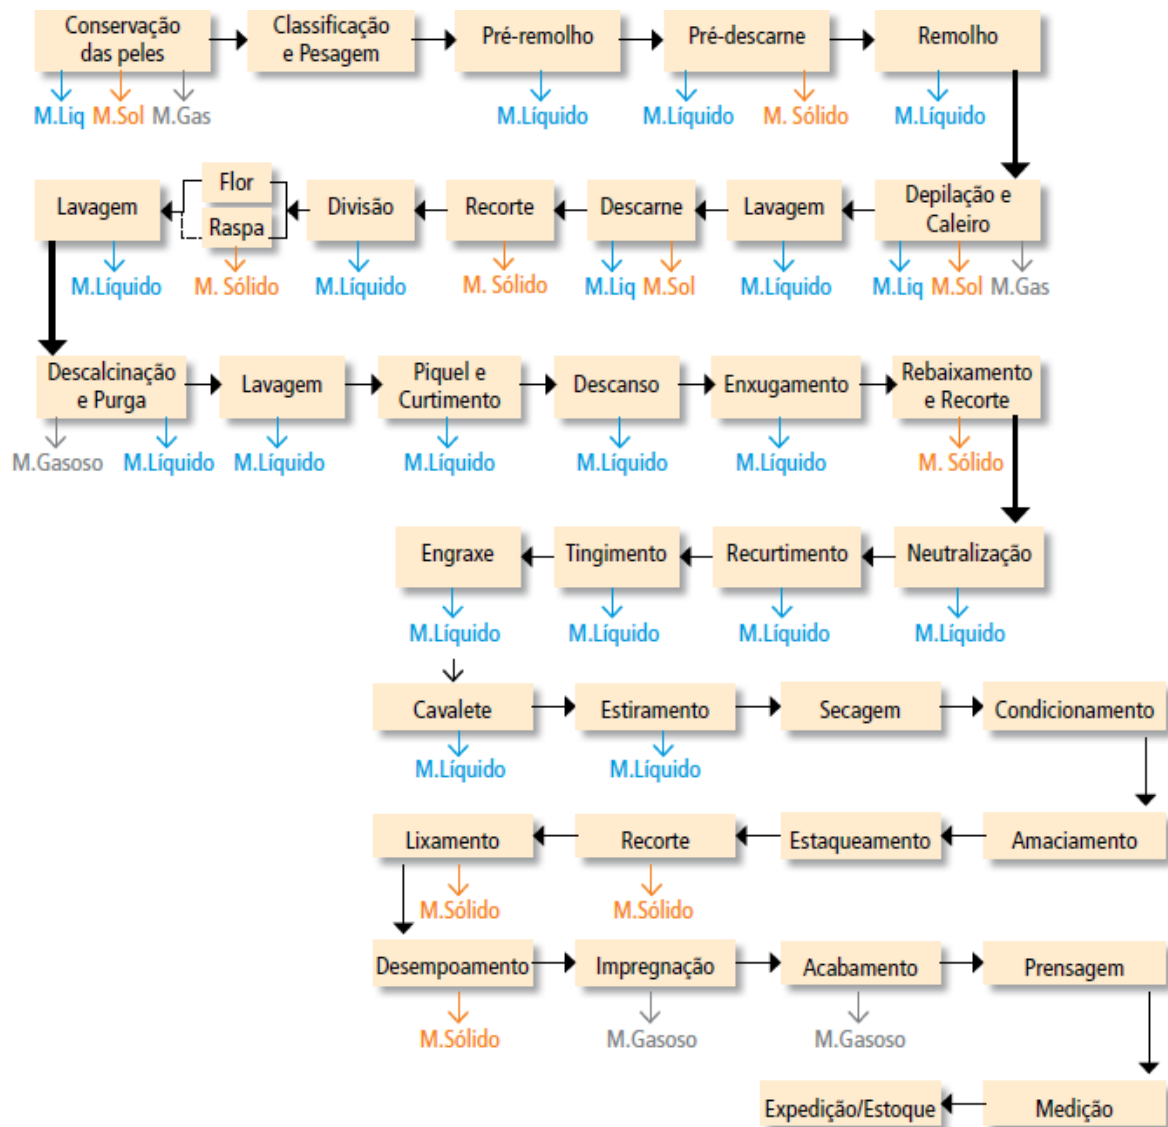 Conservação
das peles
Classificação
e Pesagem
Pré-remolho
Pré-descarne
Remolho
M.Liq M.Sol M.Gas
M.Líquido
M.Líquido
M. Sólido
M.Líquido
Lavagem
Flor
Raspa
Divisão
Recorte
Descarne
Lavagem
Depilação e
Caleiro
M.Líquido
M. Sólido
M.Líquido
M. Sólido
M.Liq M.Sol
M.Líquido
M.Liq M.Sol M.Gas
Descalcinação
e Purga
Lavagem
Piquel e
Curtimento
Descanso
Enxugamento
Rebaixamento
e Recorte
M.Gasoso
M.Líquido
M.Líquido
M.Líquido
M.Líquido
M.Líquido
M. Sólido
Engraxe
Tingimento
Recurtimento
Neutralização
M.Líquido
M.Líquido
M.Líquido
M.Líquido
Cavalete
Estiramento
Secagem
Condicionamento
M.Líquido
M.Líquido
Lixamento
Recorte
Estaqueamento
Amaciamento
M.Sólido
M.Sólido
Desempoamento
Impregnação
Acabamento
Prensagem
M.Sólido
M.Gasoso
M.Gasoso
Expedição/Estoque
Medição